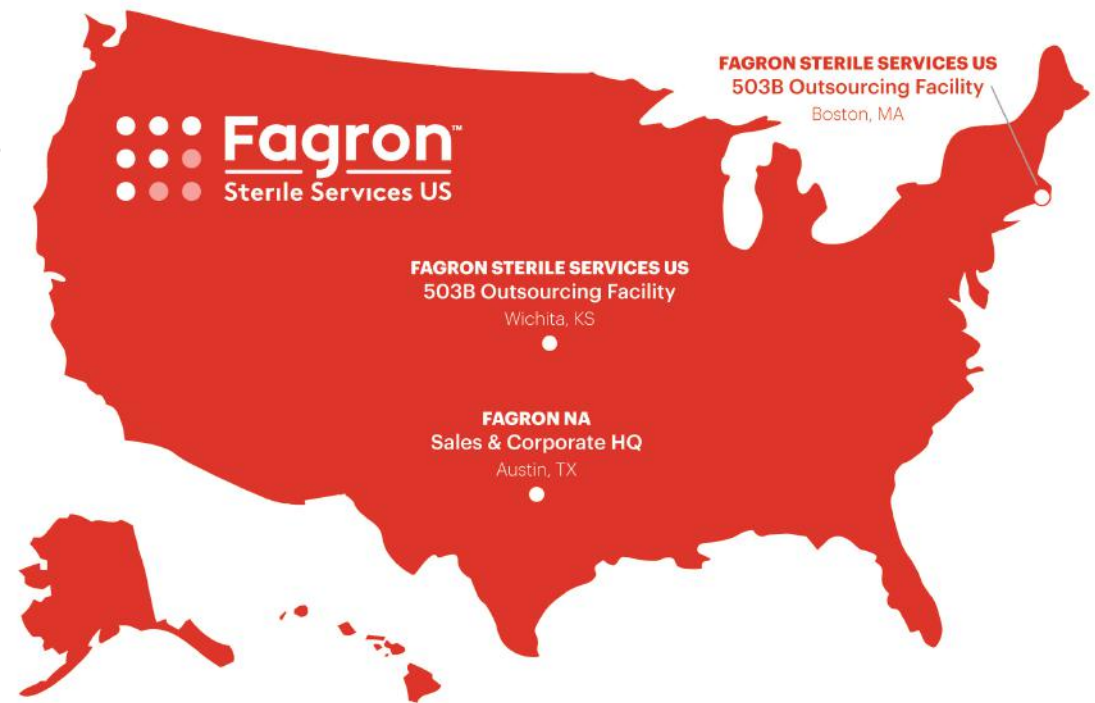 FAGRON STERILE SERVICES US
503B Outsourcing Facility
Boston, MA
Fagron™
Sterile Services US
FAGRON STERILE SERVICES US
503B Outsourcing Facility
Wichita, KS
FAGRON NA
Sales & Corporate HQ
Austin, TX